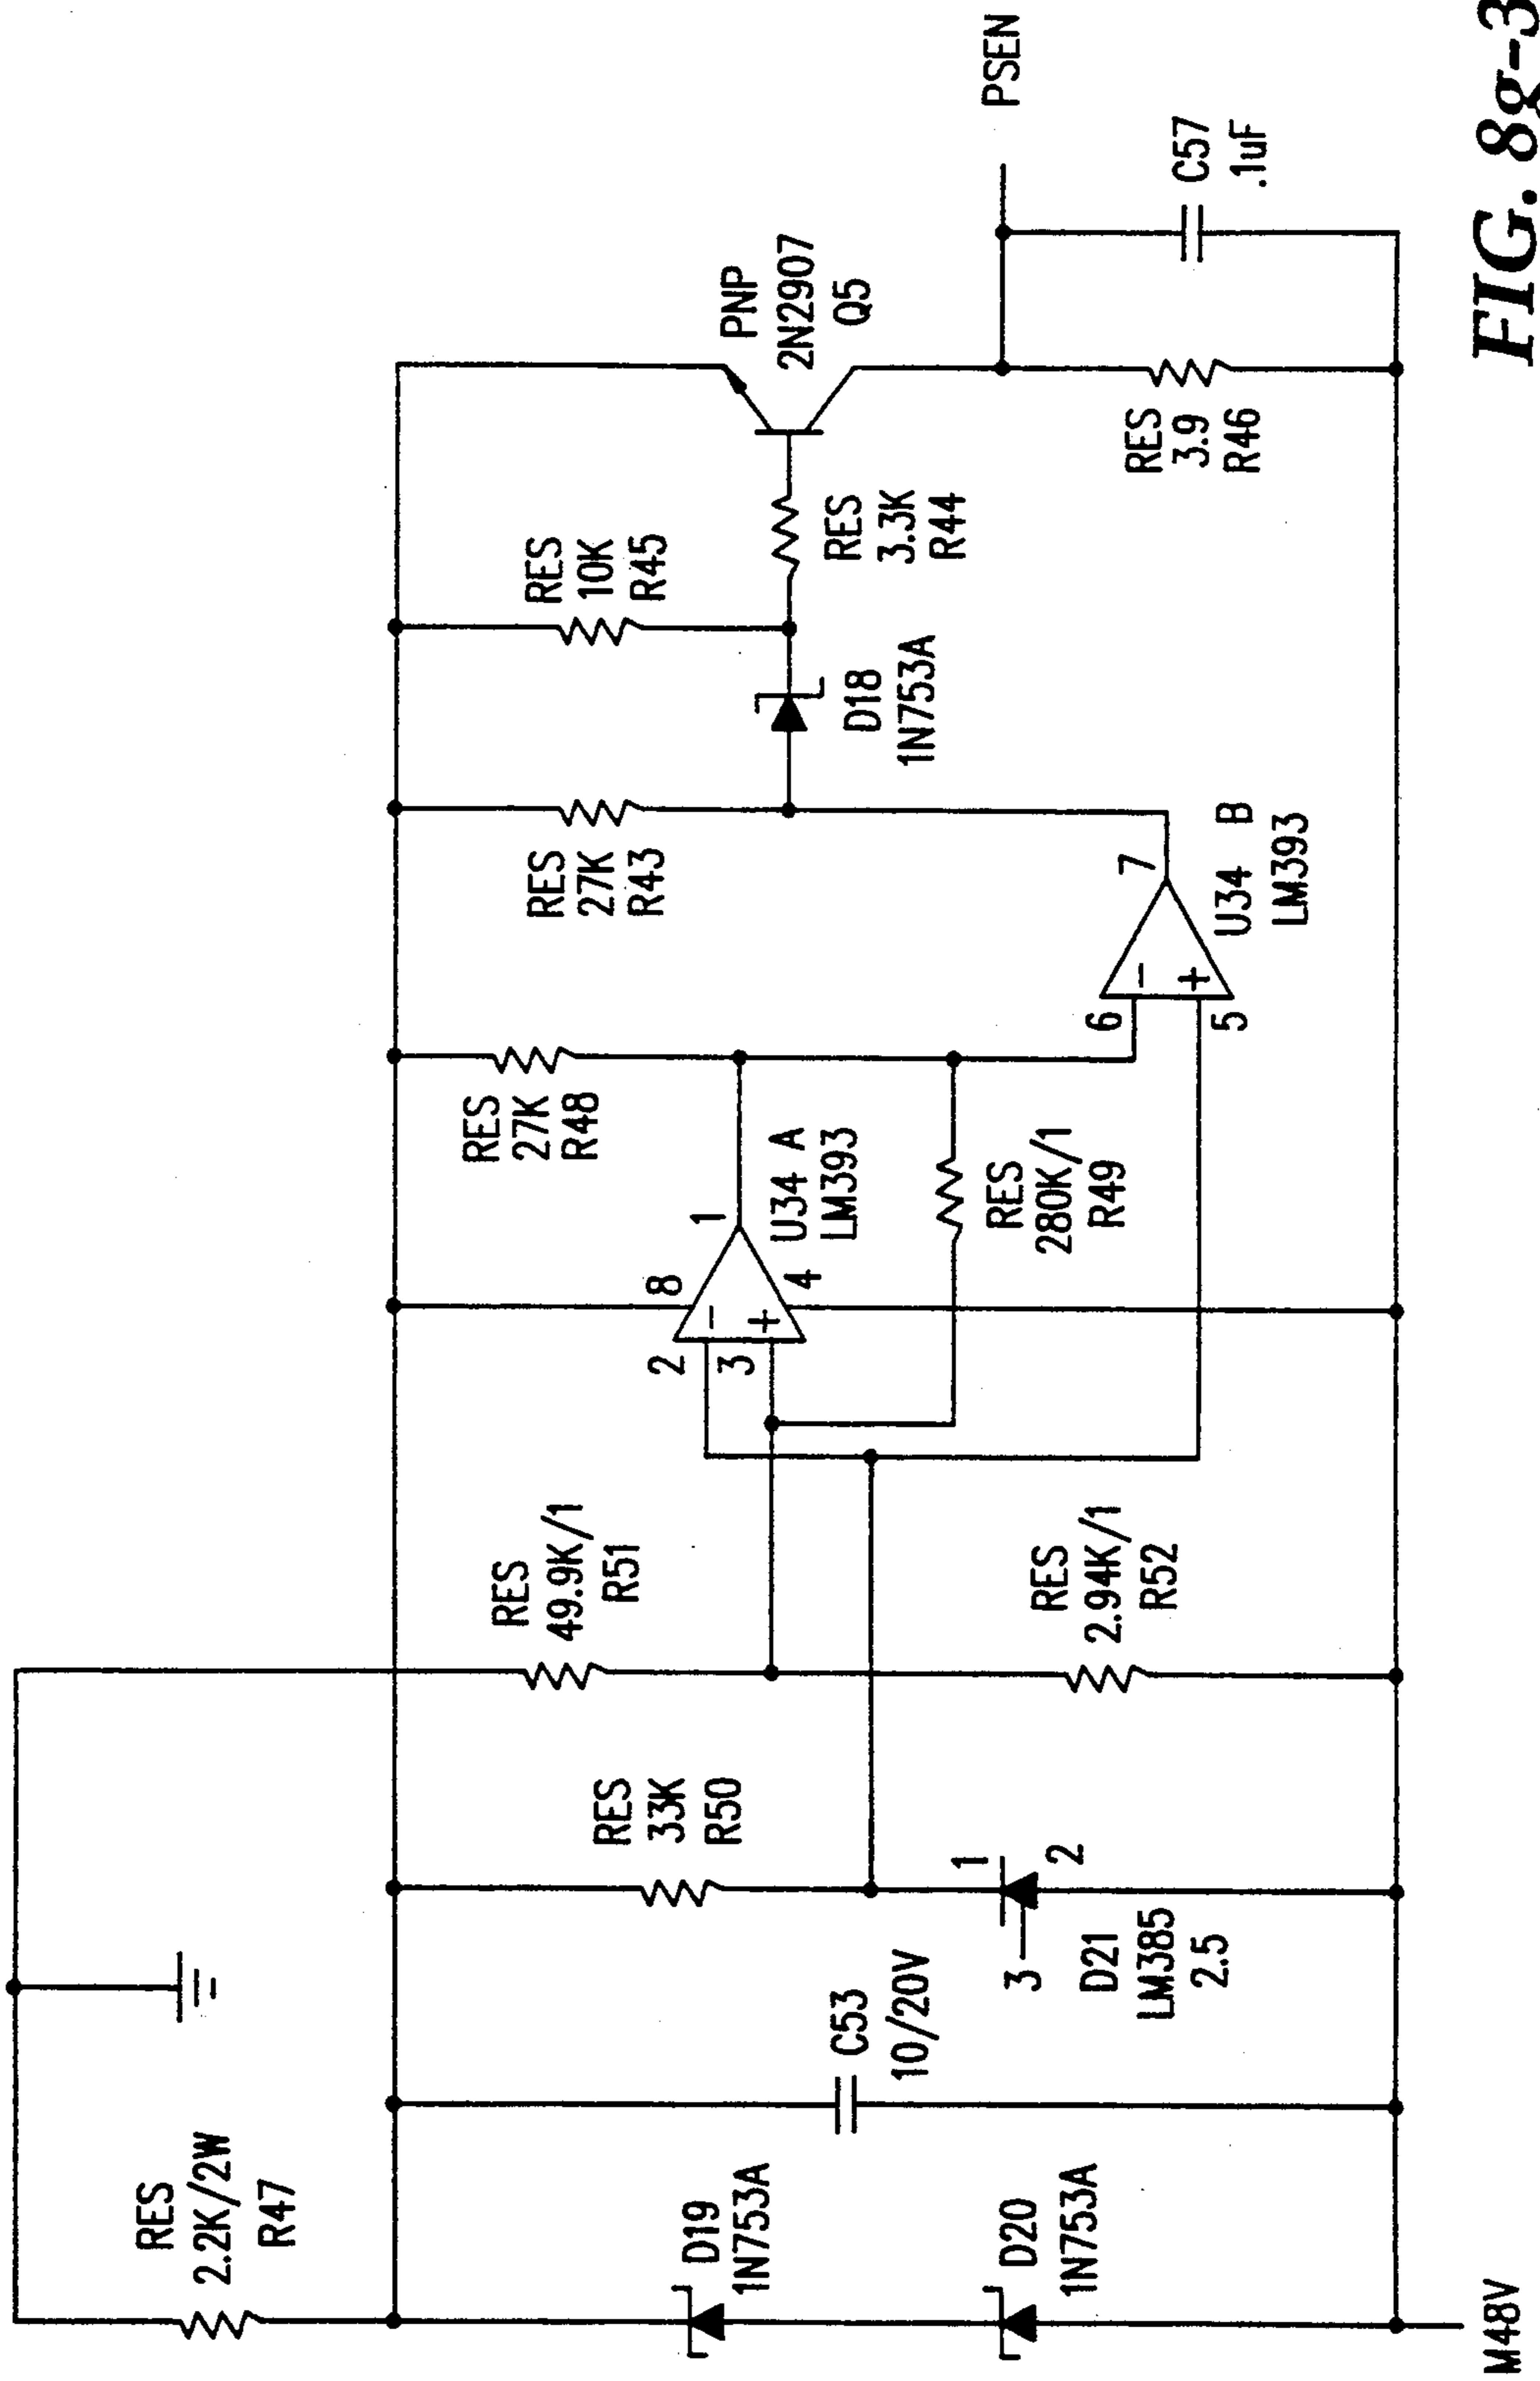 RES
2.2K/2W
R47
D19
1N753A
D20
1N753A
M48V
C53
10/20V
RES
33K
R50
1
2
3
D21
LM385
2.5
RES
49.9K/1
R51
RES
2.94K/1
R52
2
3
8
4
1
-
+
U34 A
LM393
RES
27K
R48
RES
280K/1
R49
6
5
7
-
+
U34 B
LM393
RES
27K
R43
D18
1N753A
RES
10K
R45
RES
3.3K
R44
PNP
2N2907
Q5
RES
3.9
R46
PSEN
C57
.1uF
FIG. 8g-3